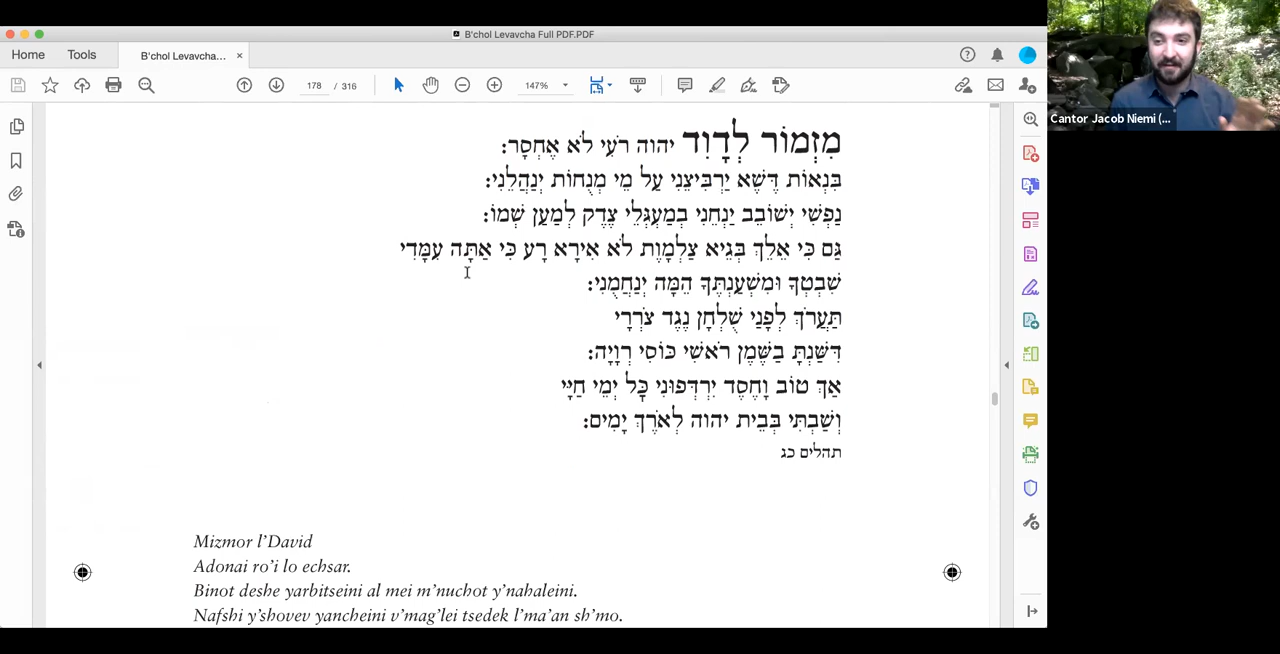 B'chol Levavcha Full PDF.PDF
Home Tools B'chol Levavcha... ×
178 / 316 147%
Cantor Jacob Niemi (...
מִזְמוֹר לְדָוִד יהוה רֹעִי לֹא אֶחְסָר׃
בִּנְאוֹת דֶּשֶׁא יַרְבִּיצֵנִי עַל מֵי מְנֻחוֹת יְנַהֲלֵנִי׃
נַפְשִׁי יְשׁוֹבֵב יַנְחֵנִי בְמַעְגְּלֵי צֶדֶק לְמַעַן שְׁמוֹ׃
גַּם כִּי אֵלֵךְ בְּגֵיא צַלְמָוֶת לֹא אִירָא רָע כִּי אַתָּה עִמָּדִי
שִׁבְטְךָ וּמִשְׁעַנְתֶּךָ הֵמָּה יְנַחֲמֻנִי׃
תַּעֲרֹךְ לְפָנַי שֻׁלְחָן נֶגֶד צֹרְרָי
דִּשַּׁנְתָּ בַשֶּׁמֶן רֹאשִׁי כּוֹסִי רְוָיָה׃
אַךְ טוֹב וָחֶסֶד יִרְדְּפוּנִי כָּל יְמֵי חַיָּי
וְשַׁבְתִּי בְּבֵית יהוה לְאֹרֶךְ יָמִים׃
תהלים כג
Mizmor l'David
Adonai ro'i lo echsar.
Binot deshe yarbitseini al mei m'nuchot y'nahaleini.
Nafshi y'shovev yancheini v'mag'lei tsedek l'ma'an sh'mo.